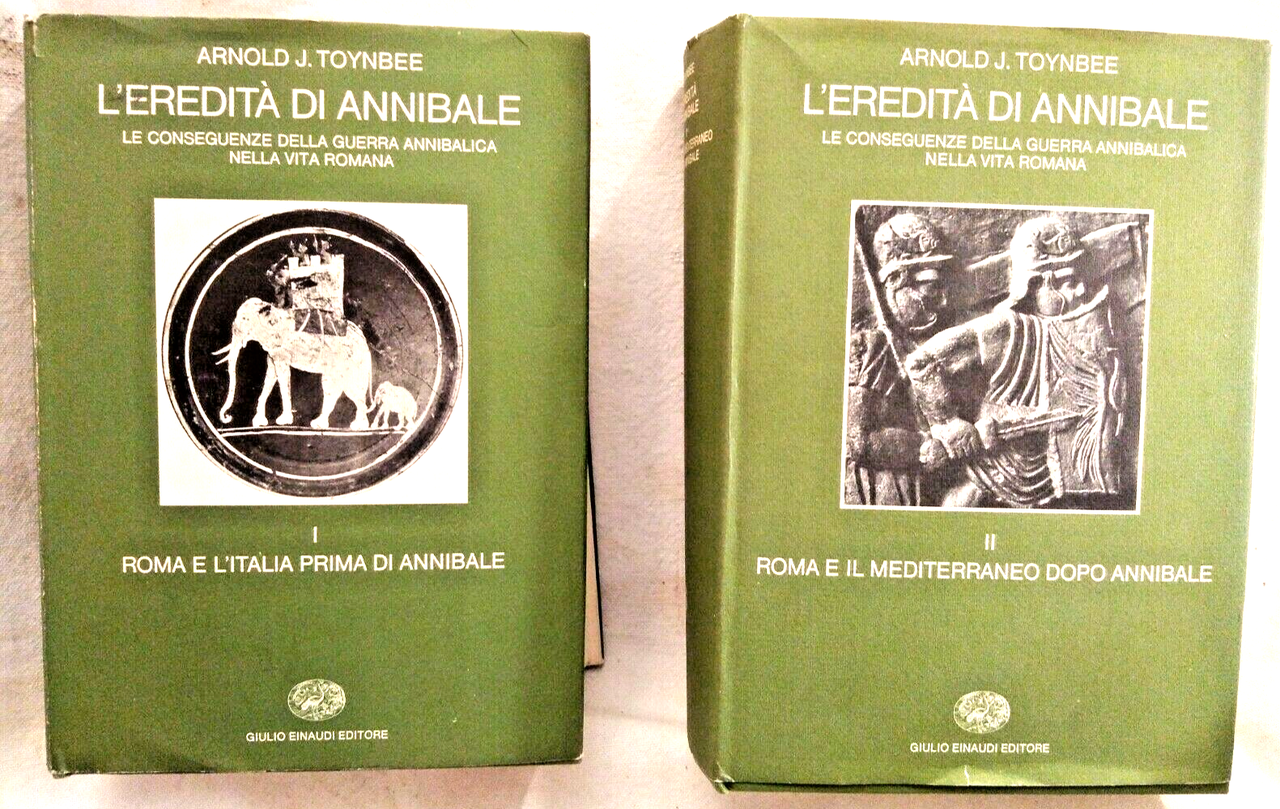 ARNOLD J. TOYNBEE
L'EREDITÀ DI ANNIBALE
LE CONSEGUENZE DELLA GUERRA ANNIBALICA
NELLA VITA ROMANA
I
ROMA E L'ITALIA PRIMA DI ANNIBALE
GIULIO EINAUDI EDITORE
ARNOLD J. TOYNBEE
L'EREDITÀ DI ANNIBALE
LE CONSEGUENZE DELLA GUERRA ANNIBALICA
NELLA VITA ROMANA
II
ROMA E IL MEDITERRANEO DOPO ANNIBALE
GIULIO EINAUDI EDITORE